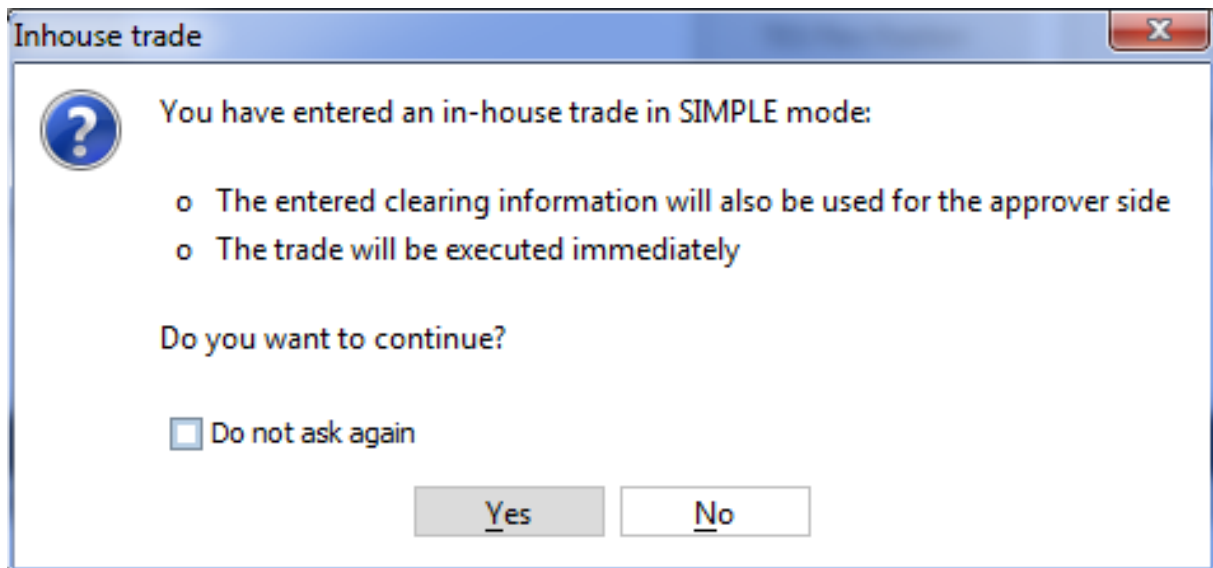 Inhouse trade
You have entered an in-house trade in SIMPLE mode:
o The entered clearing information will also be used for the approver side
o The trade will be executed immediately
Do you want to continue?
Do not ask again
Yes No